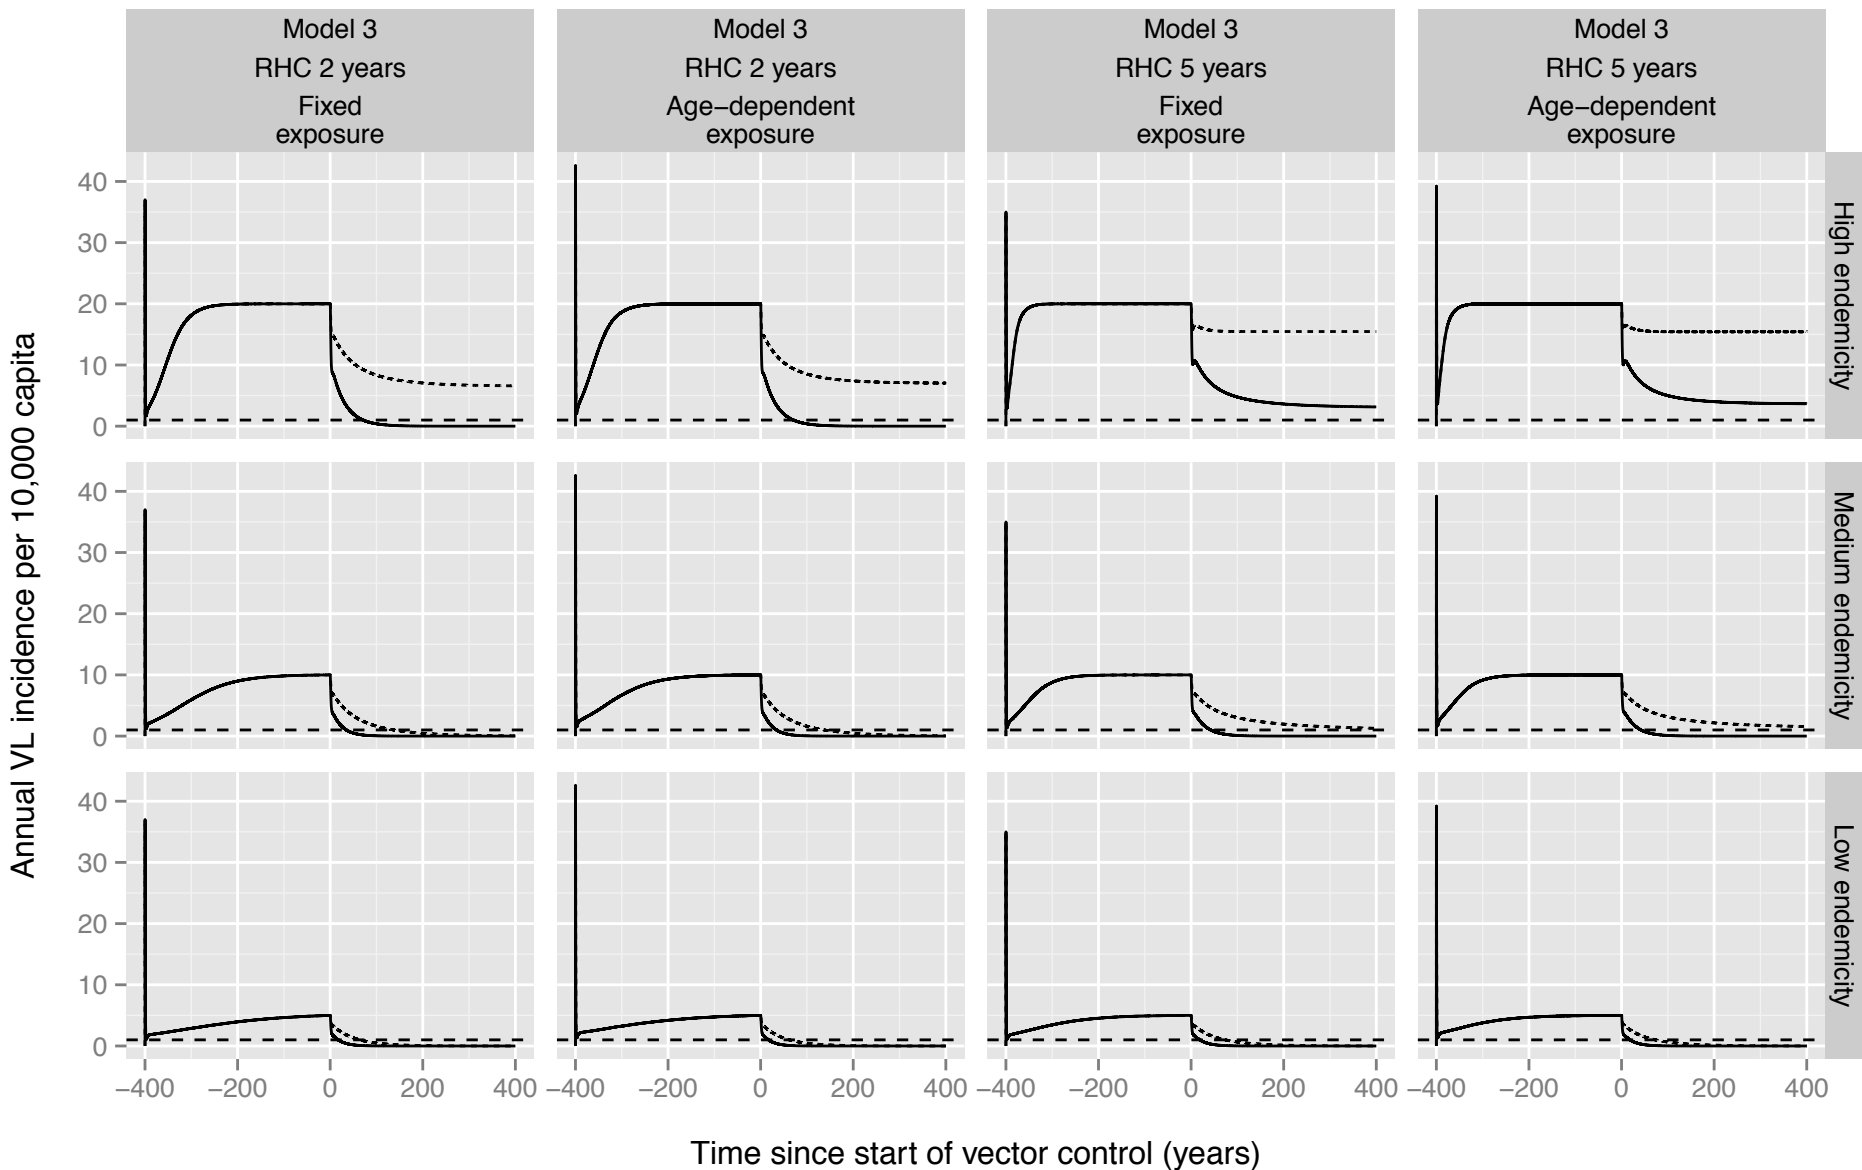 Model 3
RHC 2 years
Fixed
exposure
Model 3
RHC 2 years
Age−dependent
exposure
Model 3
RHC 5 years
Fixed
exposure
Model 3
RHC 5 years
Age−dependent
exposure
Annual VL incidence per 10,000 capita
40
30
20
10
0
High endemicity
40
30
20
10
0
Medium endemicity
40
30
20
10
0
Low endemicity
−400 −200 0 200 400
−400 −200 0 200 400
−400 −200 0 200 400
−400 −200 0 200 400
Time since start of vector control (years)